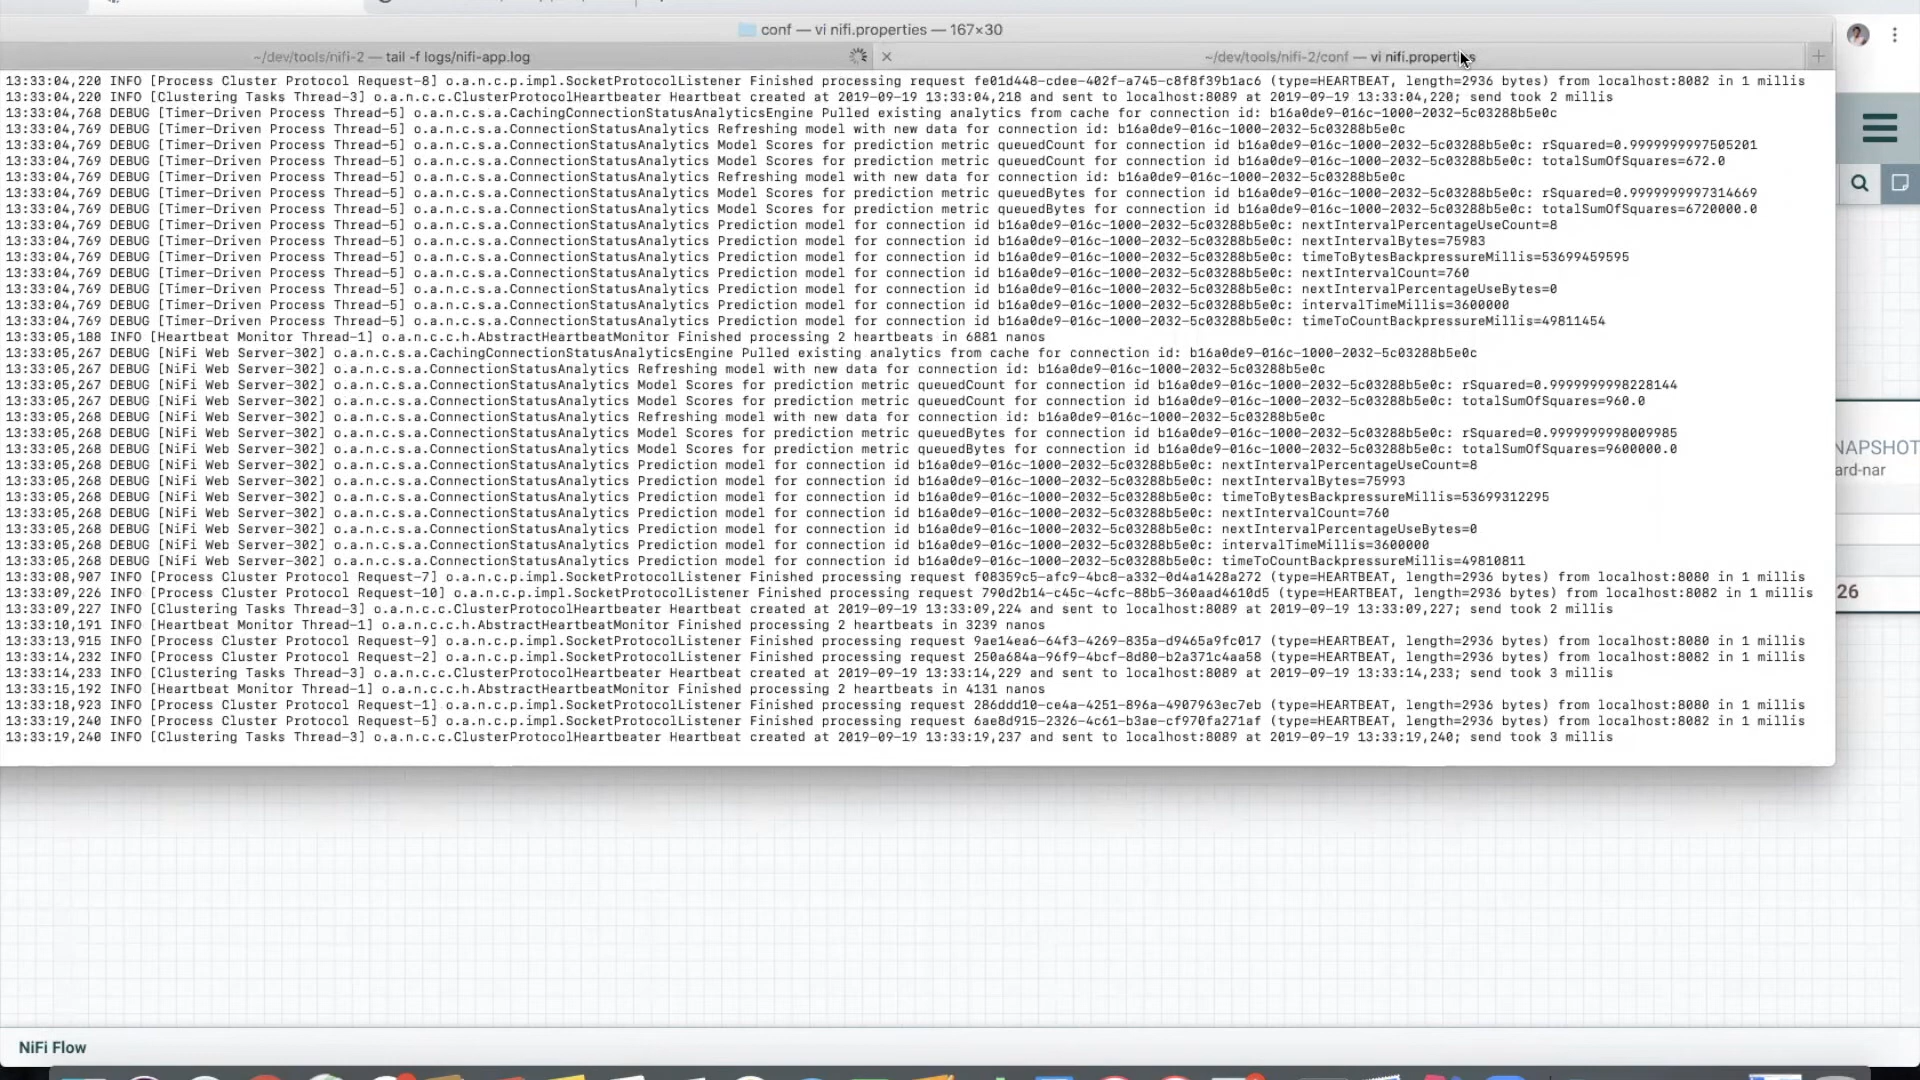 conf — vi nifi.properties — 167×30
~/dev/tools/nifi-2 — tail -f logs/nifi-app.log
~/dev/tools/nifi-2/conf — vi nifi.properties
13:33:04,220 INFO [Process Cluster Protocol Request-8] o.a.n.c.p.impl.SocketProtocolListener Finished processing request fe01d448-cdee-402f-a745-c8f8f39b1ac6 (type=HEARTBEAT, length=2936 bytes) from localhost:8082 in 1 millis
13:33:04,220 INFO [Clustering Tasks Thread-3] o.a.n.c.c.ClusterProtocolHeartbeater Heartbeat created at 2019-09-19 13:33:04,218 and sent to localhost:8089 at 2019-09-19 13:33:04,220; send took 2 millis
13:33:04,768 DEBUG [Timer-Driven Process Thread-5] o.a.n.c.s.a.CachingConnectionStatusAnalyticsEngine Pulled existing analytics from cache for connection id: b16a0de9-016c-1000-2032-5c03288b5e0c
13:33:04,769 DEBUG [Timer-Driven Process Thread-5] o.a.n.c.s.a.ConnectionStatusAnalytics Refreshing model with new data for connection id: b16a0de9-016c-1000-2032-5c03288b5e0c
13:33:04,769 DEBUG [Timer-Driven Process Thread-5] o.a.n.c.s.a.ConnectionStatusAnalytics Model Scores for prediction metric queuedCount for connection id b16a0de9-016c-1000-2032-5c03288b5e0c: rSquared=0.9999999997505201
13:33:04,769 DEBUG [Timer-Driven Process Thread-5] o.a.n.c.s.a.ConnectionStatusAnalytics Model Scores for prediction metric queuedCount for connection id b16a0de9-016c-1000-2032-5c03288b5e0c: totalSumOfSquares=672.0
13:33:04,769 DEBUG [Timer-Driven Process Thread-5] o.a.n.c.s.a.ConnectionStatusAnalytics Refreshing model with new data for connection id: b16a0de9-016c-1000-2032-5c03288b5e0c
13:33:04,769 DEBUG [Timer-Driven Process Thread-5] o.a.n.c.s.a.ConnectionStatusAnalytics Model Scores for prediction metric queuedBytes for connection id b16a0de9-016c-1000-2032-5c03288b5e0c: rSquared=0.9999999997314669
13:33:04,769 DEBUG [Timer-Driven Process Thread-5] o.a.n.c.s.a.ConnectionStatusAnalytics Model Scores for prediction metric queuedBytes for connection id b16a0de9-016c-1000-2032-5c03288b5e0c: totalSumOfSquares=6720000.0
13:33:04,769 DEBUG [Timer-Driven Process Thread-5] o.a.n.c.s.a.ConnectionStatusAnalytics Prediction model for connection id b16a0de9-016c-1000-2032-5c03288b5e0c: nextIntervalPercentageUseCount=8
13:33:04,769 DEBUG [Timer-Driven Process Thread-5] o.a.n.c.s.a.ConnectionStatusAnalytics Prediction model for connection id b16a0de9-016c-1000-2032-5c03288b5e0c: nextIntervalBytes=75983
13:33:04,769 DEBUG [Timer-Driven Process Thread-5] o.a.n.c.s.a.ConnectionStatusAnalytics Prediction model for connection id b16a0de9-016c-1000-2032-5c03288b5e0c: timeToBytesBackpressureMillis=53699459595
13:33:04,769 DEBUG [Timer-Driven Process Thread-5] o.a.n.c.s.a.ConnectionStatusAnalytics Prediction model for connection id b16a0de9-016c-1000-2032-5c03288b5e0c: nextIntervalCount=760
13:33:04,769 DEBUG [Timer-Driven Process Thread-5] o.a.n.c.s.a.ConnectionStatusAnalytics Prediction model for connection id b16a0de9-016c-1000-2032-5c03288b5e0c: nextIntervalPercentageUseBytes=0
13:33:04,769 DEBUG [Timer-Driven Process Thread-5] o.a.n.c.s.a.ConnectionStatusAnalytics Prediction model for connection id b16a0de9-016c-1000-2032-5c03288b5e0c: intervalTimeMillis=3600000
13:33:04,769 DEBUG [Timer-Driven Process Thread-5] o.a.n.c.s.a.ConnectionStatusAnalytics Prediction model for connection id b16a0de9-016c-1000-2032-5c03288b5e0c: timeToCountBackpressureMillis=49811454
13:33:05,188 INFO [Heartbeat Monitor Thread-1] o.a.n.c.c.h.AbstractHeartbeatMonitor Finished processing 2 heartbeats in 6881 nanos
13:33:05,267 DEBUG [NiFi Web Server-302] o.a.n.c.s.a.CachingConnectionStatusAnalyticsEngine Pulled existing analytics from cache for connection id: b16a0de9-016c-1000-2032-5c03288b5e0c
13:33:05,267 DEBUG [NiFi Web Server-302] o.a.n.c.s.a.ConnectionStatusAnalytics Refreshing model with new data for connection id: b16a0de9-016c-1000-2032-5c03288b5e0c
13:33:05,267 DEBUG [NiFi Web Server-302] o.a.n.c.s.a.ConnectionStatusAnalytics Model Scores for prediction metric queuedCount for connection id b16a0de9-016c-1000-2032-5c03288b5e0c: rSquared=0.9999999998228144
13:33:05,267 DEBUG [NiFi Web Server-302] o.a.n.c.s.a.ConnectionStatusAnalytics Model Scores for prediction metric queuedCount for connection id b16a0de9-016c-1000-2032-5c03288b5e0c: totalSumOfSquares=960.0
13:33:05,268 DEBUG [NiFi Web Server-302] o.a.n.c.s.a.ConnectionStatusAnalytics Refreshing model with new data for connection id: b16a0de9-016c-1000-2032-5c03288b5e0c
13:33:05,268 DEBUG [NiFi Web Server-302] o.a.n.c.s.a.ConnectionStatusAnalytics Model Scores for prediction metric queuedBytes for connection id b16a0de9-016c-1000-2032-5c03288b5e0c: rSquared=0.9999999998009985
13:33:05,268 DEBUG [NiFi Web Server-302] o.a.n.c.s.a.ConnectionStatusAnalytics Model Scores for prediction metric queuedBytes for connection id b16a0de9-016c-1000-2032-5c03288b5e0c: totalSumOfSquares=9600000.0
13:33:05,268 DEBUG [NiFi Web Server-302] o.a.n.c.s.a.ConnectionStatusAnalytics Prediction model for connection id b16a0de9-016c-1000-2032-5c03288b5e0c: nextIntervalPercentageUseCount=8
13:33:05,268 DEBUG [NiFi Web Server-302] o.a.n.c.s.a.ConnectionStatusAnalytics Prediction model for connection id b16a0de9-016c-1000-2032-5c03288b5e0c: nextIntervalBytes=75993
13:33:05,268 DEBUG [NiFi Web Server-302] o.a.n.c.s.a.ConnectionStatusAnalytics Prediction model for connection id b16a0de9-016c-1000-2032-5c03288b5e0c: timeToBytesBackpressureMillis=53699312295
13:33:05,268 DEBUG [NiFi Web Server-302] o.a.n.c.s.a.ConnectionStatusAnalytics Prediction model for connection id b16a0de9-016c-1000-2032-5c03288b5e0c: nextIntervalCount=760
13:33:05,268 DEBUG [NiFi Web Server-302] o.a.n.c.s.a.ConnectionStatusAnalytics Prediction model for connection id b16a0de9-016c-1000-2032-5c03288b5e0c: nextIntervalPercentageUseBytes=0
13:33:05,268 DEBUG [NiFi Web Server-302] o.a.n.c.s.a.ConnectionStatusAnalytics Prediction model for connection id b16a0de9-016c-1000-2032-5c03288b5e0c: intervalTimeMillis=3600000
13:33:05,268 DEBUG [NiFi Web Server-302] o.a.n.c.s.a.ConnectionStatusAnalytics Prediction model for connection id b16a0de9-016c-1000-2032-5c03288b5e0c: timeToCountBackpressureMillis=49810811
13:33:08,907 INFO [Process Cluster Protocol Request-7] o.a.n.c.p.impl.SocketProtocolListener Finished processing request f08359c5-afc9-4bc8-a332-0d4a1428a272 (type=HEARTBEAT, length=2936 bytes) from localhost:8080 in 1 millis
13:33:09,226 INFO [Process Cluster Protocol Request-10] o.a.n.c.p.impl.SocketProtocolListener Finished processing request 790d2b14-c45c-4cfc-88b5-360aad4610d5 (type=HEARTBEAT, length=2936 bytes) from localhost:8082 in 1 millis
13:33:09,227 INFO [Clustering Tasks Thread-3] o.a.n.c.c.ClusterProtocolHeartbeater Heartbeat created at 2019-09-19 13:33:09,224 and sent to localhost:8089 at 2019-09-19 13:33:09,227; send took 2 millis
13:33:10,191 INFO [Heartbeat Monitor Thread-1] o.a.n.c.c.h.AbstractHeartbeatMonitor Finished processing 2 heartbeats in 3239 nanos
13:33:13,915 INFO [Process Cluster Protocol Request-9] o.a.n.c.p.impl.SocketProtocolListener Finished processing request 9ae14ea6-64f3-4269-835a-d9465a9fc017 (type=HEARTBEAT, length=2936 bytes) from localhost:8080 in 1 millis
13:33:14,232 INFO [Process Cluster Protocol Request-2] o.a.n.c.p.impl.SocketProtocolListener Finished processing request 250a684a-96f9-4bcf-8d80-b2a371c4aa58 (type=HEARTBEAT, length=2936 bytes) from localhost:8082 in 1 millis
13:33:14,233 INFO [Clustering Tasks Thread-3] o.a.n.c.c.ClusterProtocolHeartbeater Heartbeat created at 2019-09-19 13:33:14,229 and sent to localhost:8089 at 2019-09-19 13:33:14,233; send took 3 millis
13:33:15,192 INFO [Heartbeat Monitor Thread-1] o.a.n.c.c.h.AbstractHeartbeatMonitor Finished processing 2 heartbeats in 4131 nanos
13:33:18,923 INFO [Process Cluster Protocol Request-1] o.a.n.c.p.impl.SocketProtocolListener Finished processing request 286ddd10-ce4a-4251-896a-4907963ec7eb (type=HEARTBEAT, length=2936 bytes) from localhost:8080 in 1 millis
13:33:19,240 INFO [Process Cluster Protocol Request-5] o.a.n.c.p.impl.SocketProtocolListener Finished processing request 6ae8d915-2326-4c61-b3ae-cf970fa271af (type=HEARTBEAT, length=2936 bytes) from localhost:8082 in 1 millis
13:33:19,240 INFO [Clustering Tasks Thread-3] o.a.n.c.c.ClusterProtocolHeartbeater Heartbeat created at 2019-09-19 13:33:19,237 and sent to localhost:8089 at 2019-09-19 13:33:19,240; send took 3 millis
NAPSHOT
ard-nar
26
NiFi Flow